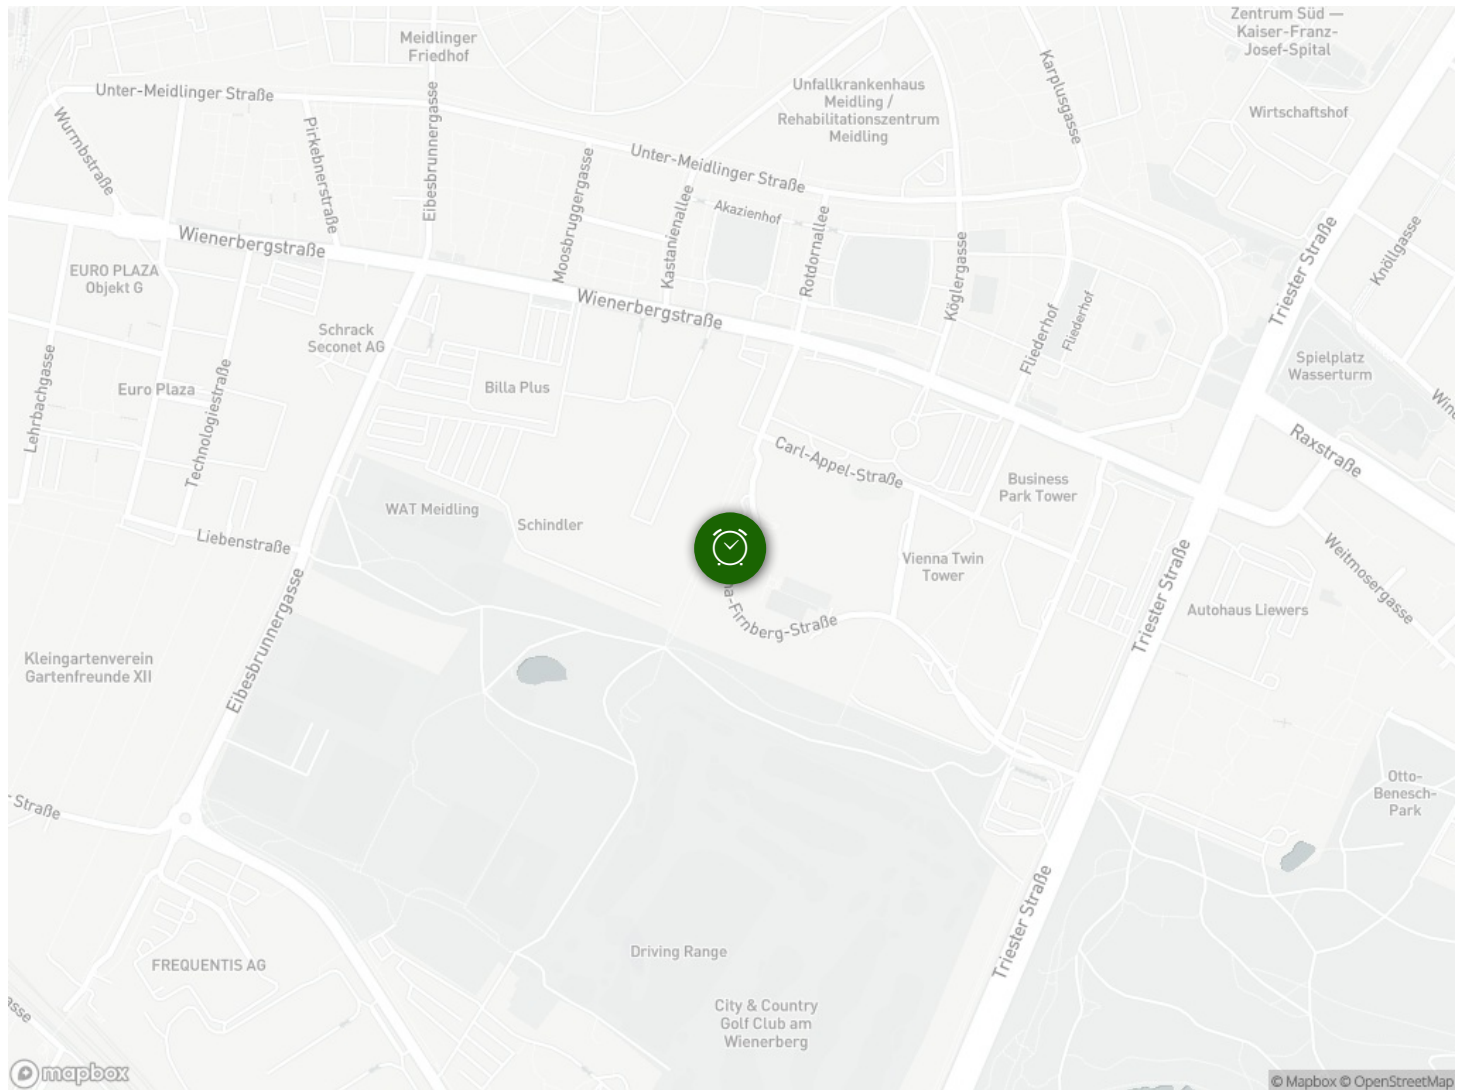 Zentrum Süd —
Kaiser-Franz-
Josef-Spital
Meidlinger
Friedhof
Karplusgasse
Unfallkrankenhaus
Meidling /
Rehabilitationszentrum
Meidling
Wirtschaftshof
Unter-Meidlinger Straße
Wurmbstraße
Pirkebnerstraße
Eibesbrunnergasse
Moosbruggergasse
Unter-Meidlinger Straße
Kastanienallee
Akazienhof
Rotdornallee
Köglergasse
Triester Straße
Knöllgasse
Wienerbergstraße
EURO PLAZA
Objekt G
Wienerbergstraße
Fliederhof
Fliederhof
Schrack
Seconet AG
Spielplatz
Wasserturm
Lehrbachgasse
Euro Plaza
Technologiestraße
Billa Plus
Raxstraße
Carl-Appel-Straße
Business
Park Tower
WAT Meidling
Schindler
Liebenstraße
Vienna Twin
Tower
Weitmosergasse
Triester Straße
Autohaus Liewers
-Firnberg-Straße
Eibesbrunnergasse
Kleingartenverein
Gartenfreunde XII
Straße
Otto-
Benesch-
Park
Triester Straße
Driving Range
FREQUENTIS AG
City & Country
Golf Club am
Wienerberg
mapbox
© Mapbox © OpenStreetMap